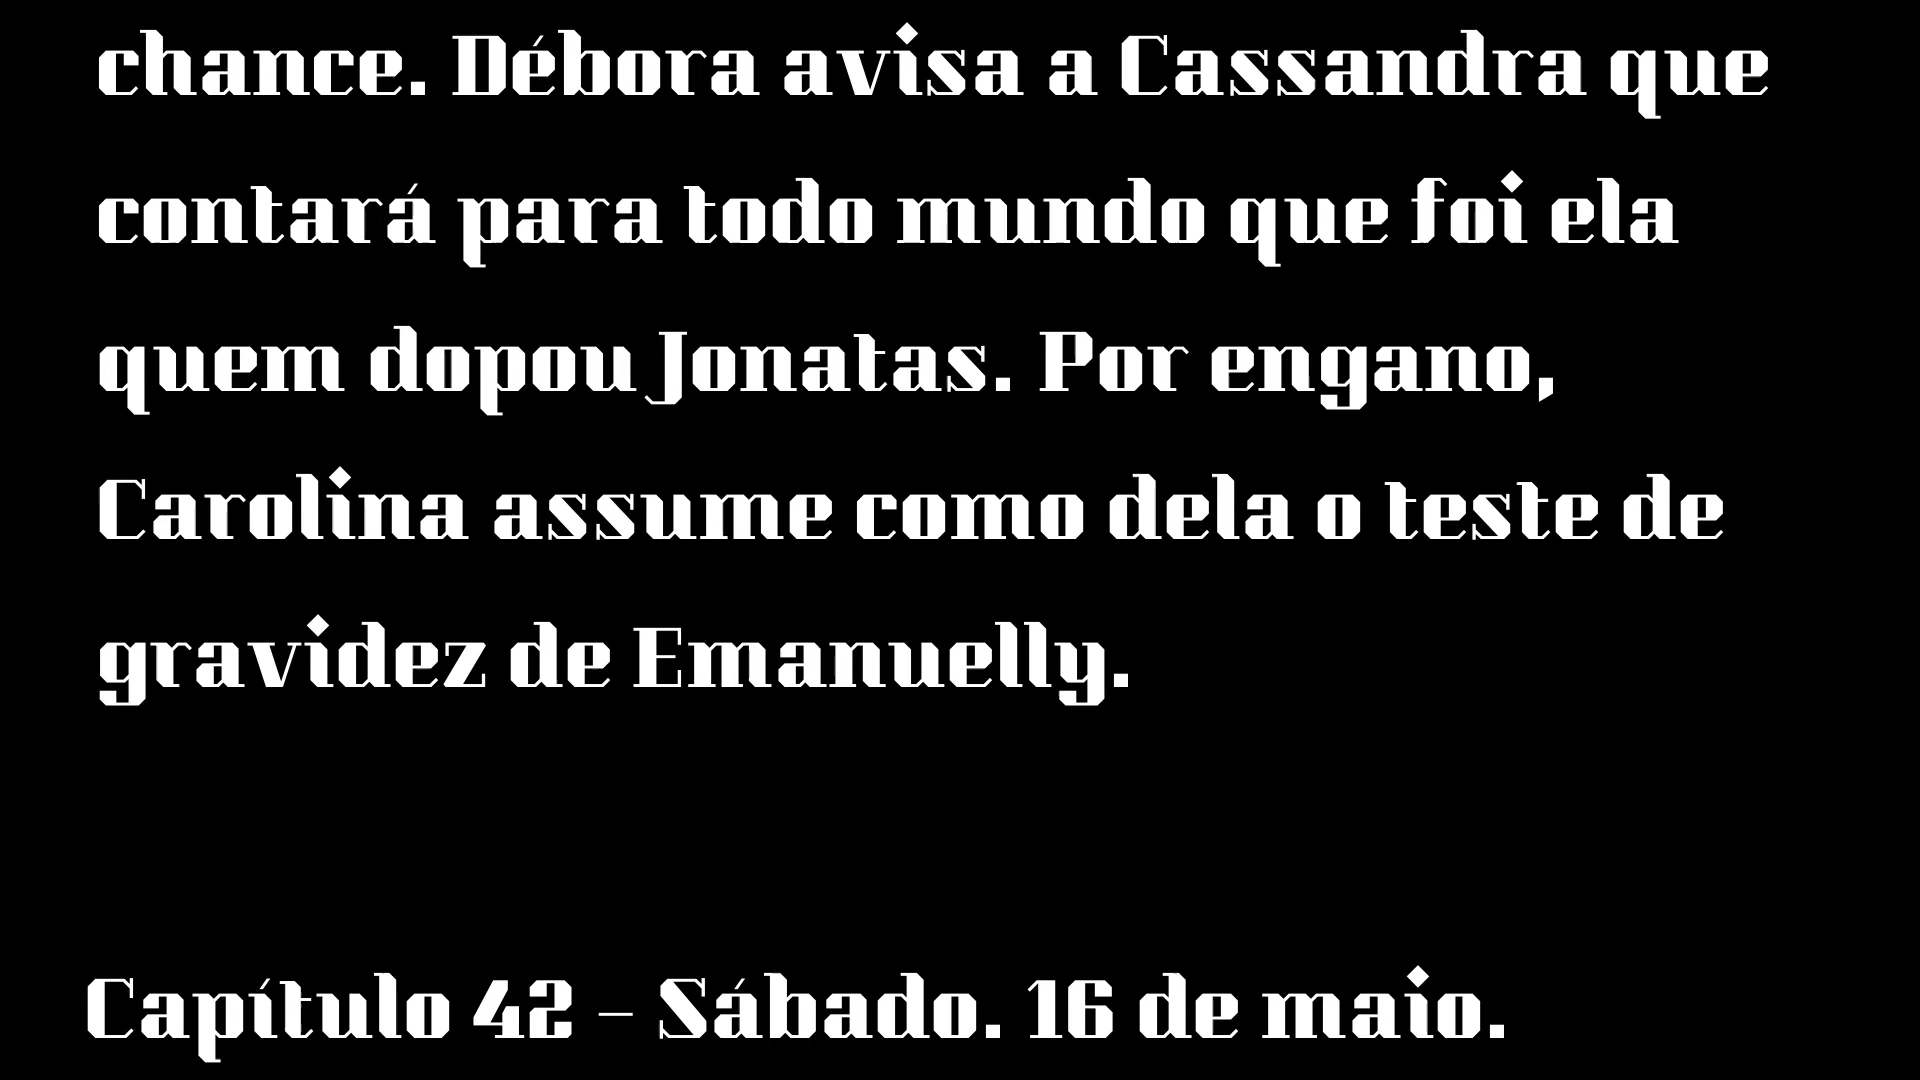 chance. Débora avisa a Cassandra que
contará para todo mundo que foi ela
quem dopou Jonatas. Por engano,
Carolina assume como dela o teste de
gravidez de Emanuelly.
Capítulo 42 - Sábado. 16 de maio.